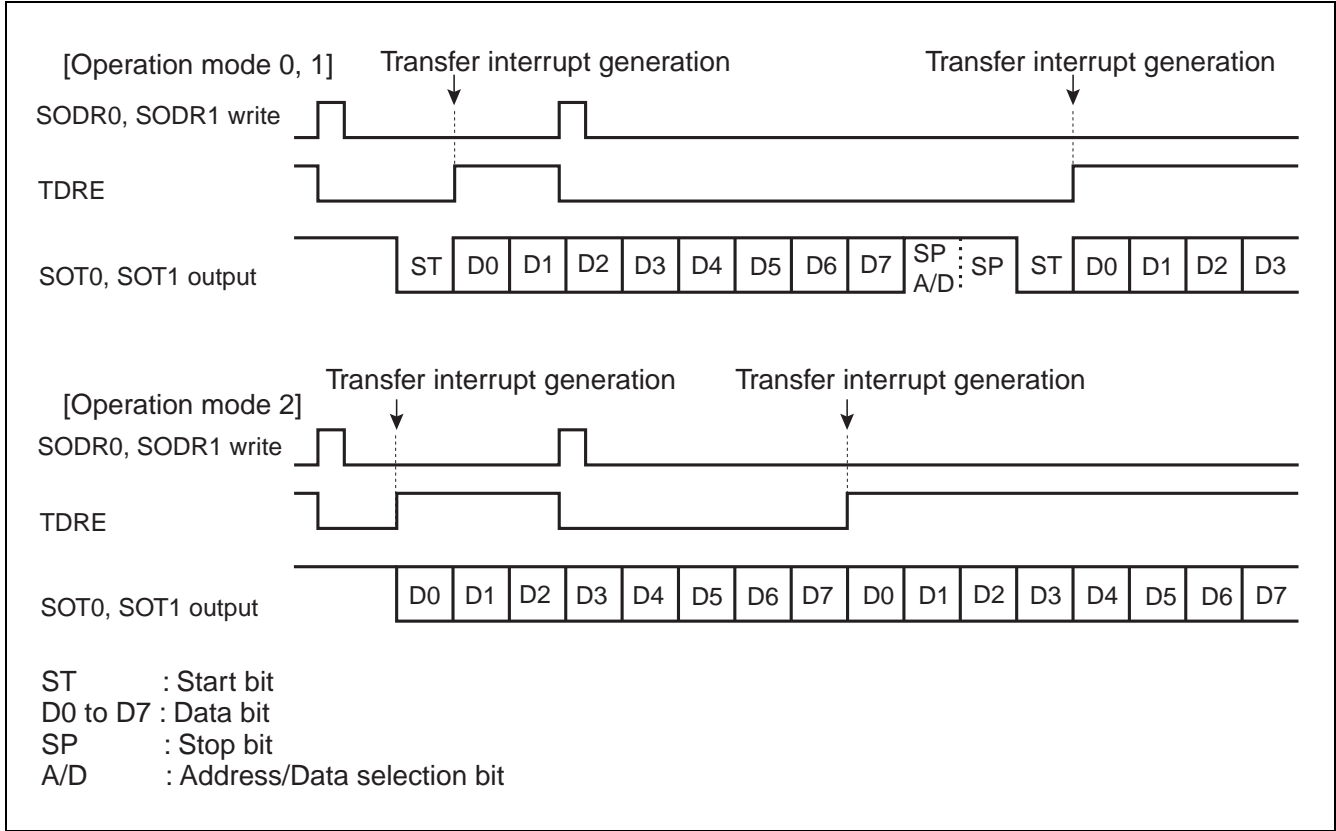 [Operation mode 0, 1]
Transfer interrupt generation
Transfer interrupt generation
SODR0, SODR1 write
TDRE
SOT0, SOT1 output
ST D0 D1 D2 D3 D4 D5 D6 D7 SP A/D SP ST D0 D1 D2 D3
Transfer interrupt generation
Transfer interrupt generation
[Operation mode 2]
SODR0, SODR1 write
TDRE
SOT0, SOT1 output
D0 D1 D2 D3 D4 D5 D6 D7 D0 D1 D2 D3 D4 D5 D6 D7
ST : Start bit
D0 to D7 : Data bit
SP : Stop bit
A/D : Address/Data selection bit